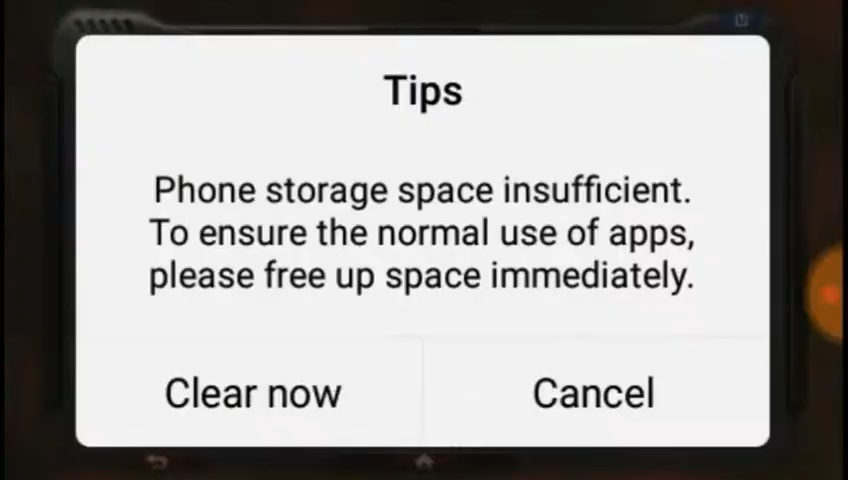 Tips
Phone storage space insufficient.
To ensure the normal use of apps,
please free up space immediately.
Clear now
Cancel